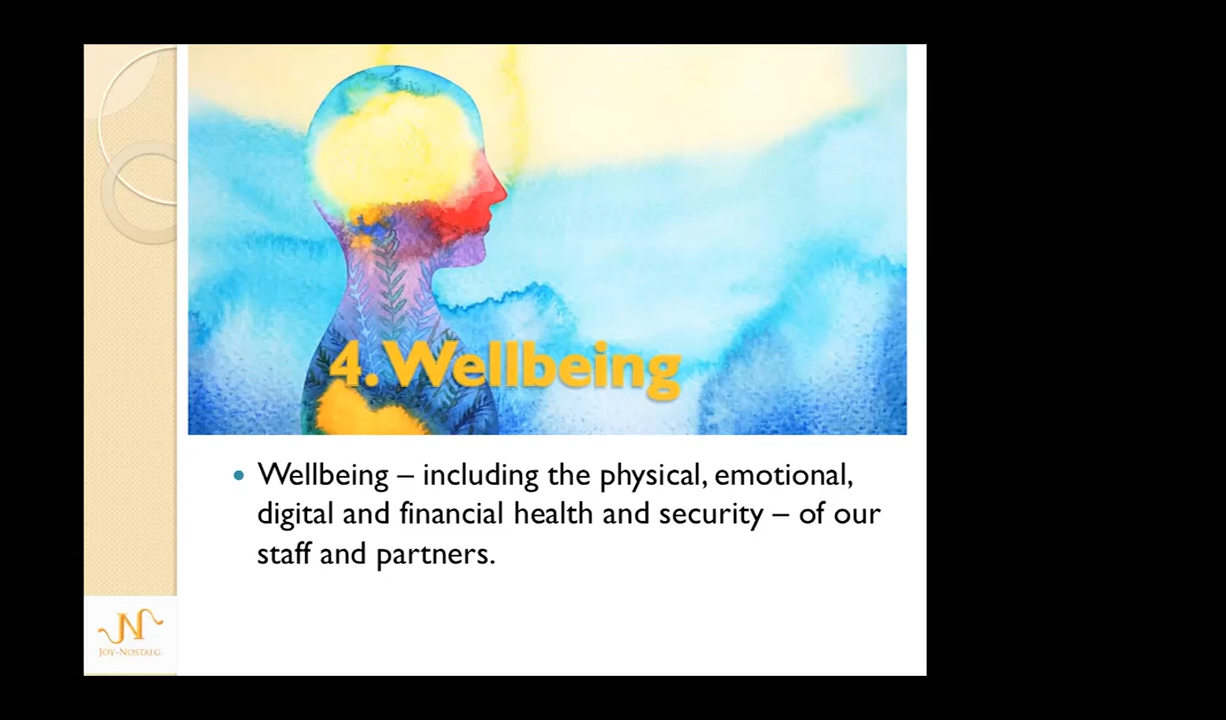 4. Wellbeing
• Wellbeing – including the physical, emotional,
digital and financial health and security – of our
staff and partners.
N
JOY-NOSTALG